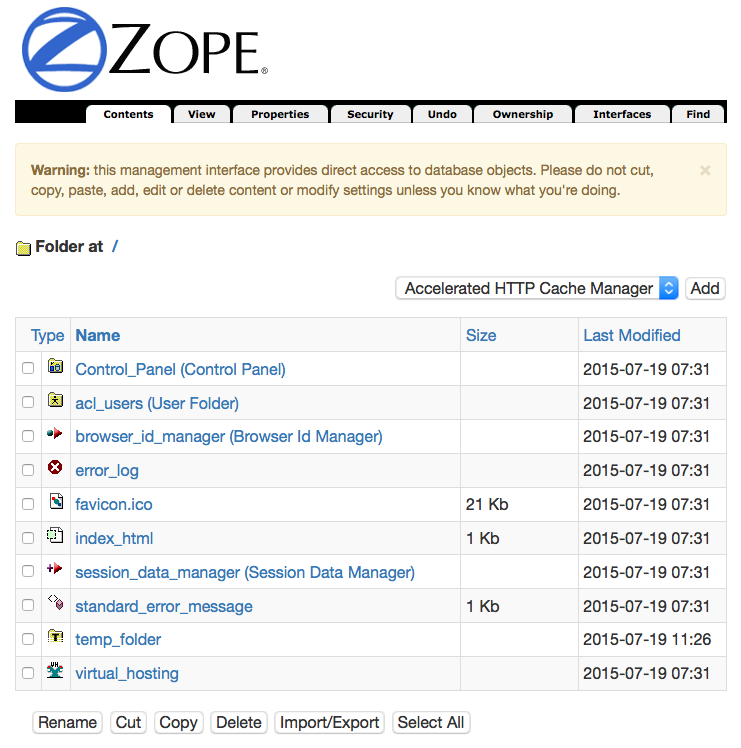 ZOPE®
Contents View Properties Security Undo Ownership Interfaces Find
Warning: this management interface provides direct access to database objects. Please do not cut, ×
copy, paste, add, edit or delete content or modify settings unless you know what you're doing.
Folder at /
Accelerated HTTP Cache Manager Add
Type Name Size Last Modified
Control_Panel (Control Panel) 2015-07-19 07:31
acl_users (User Folder) 2015-07-19 07:31
browser_id_manager (Browser Id Manager) 2015-07-19 07:31
error_log 2015-07-19 07:31
favicon.ico 21 Kb 2015-07-19 07:31
index_html 1 Kb 2015-07-19 07:31
session_data_manager (Session Data Manager) 2015-07-19 07:31
standard_error_message 1 Kb 2015-07-19 07:31
temp_folder 2015-07-19 11:26
virtual_hosting 2015-07-19 07:31
Rename Cut Copy Delete Import/Export Select All